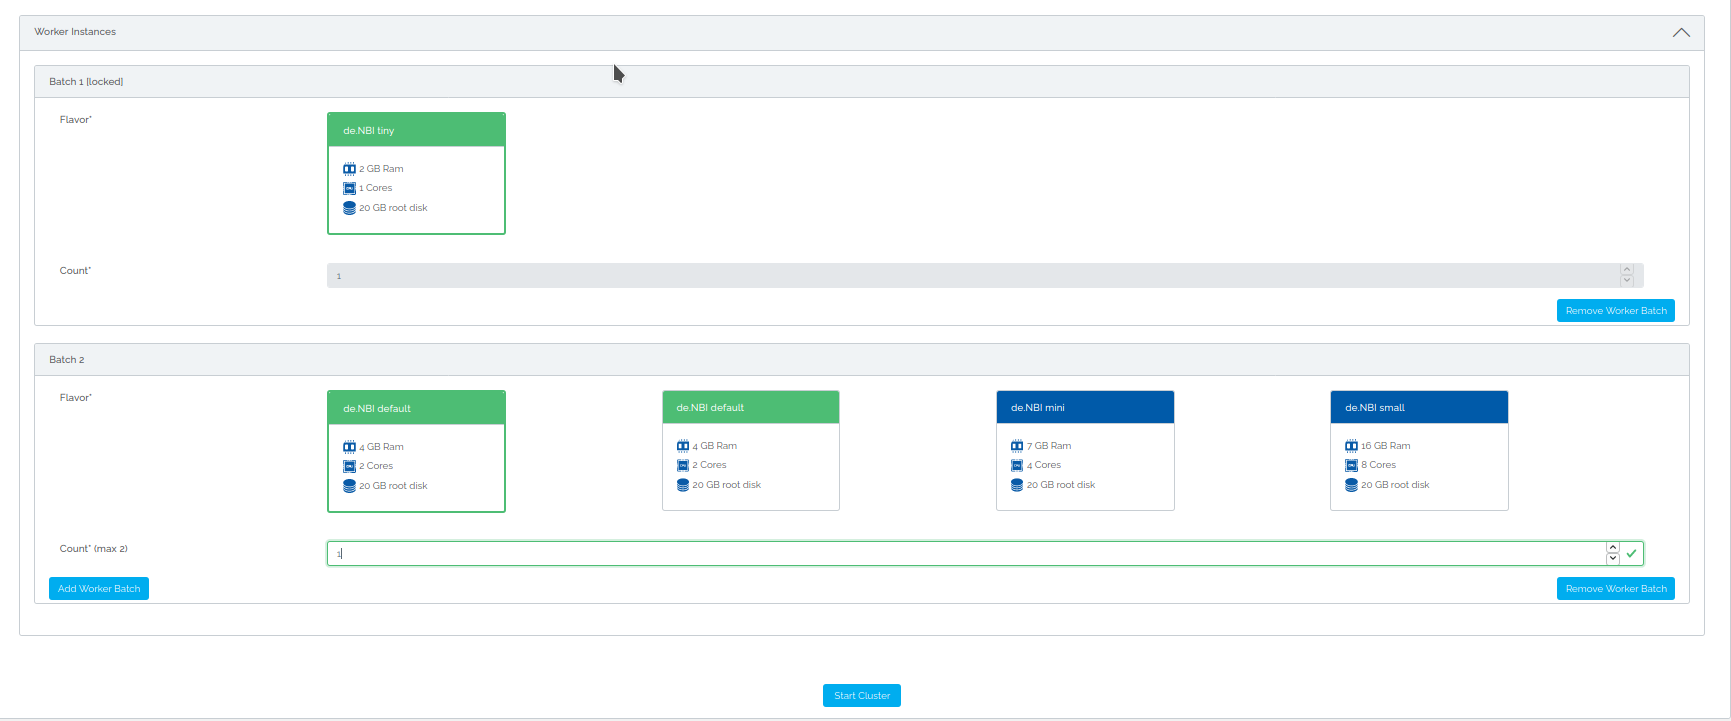 Worker Instances
Batch 1 [locked]
Flavor*
de.NBI tiny
2 GB Ram
1 Cores
20 GB root disk
Count*
1
Remove Worker Batch
Batch 2
Flavor*
de.NBI default
4 GB Ram
2 Cores
20 GB root disk
de.NBI default
4 GB Ram
2 Cores
20 GB root disk
de.NBI mini
7 GB Ram
4 Cores
20 GB root disk
de.NBI small
16 GB Ram
8 Cores
20 GB root disk
Count* (max 2)
1
Add Worker Batch
Remove Worker Batch
Start Cluster